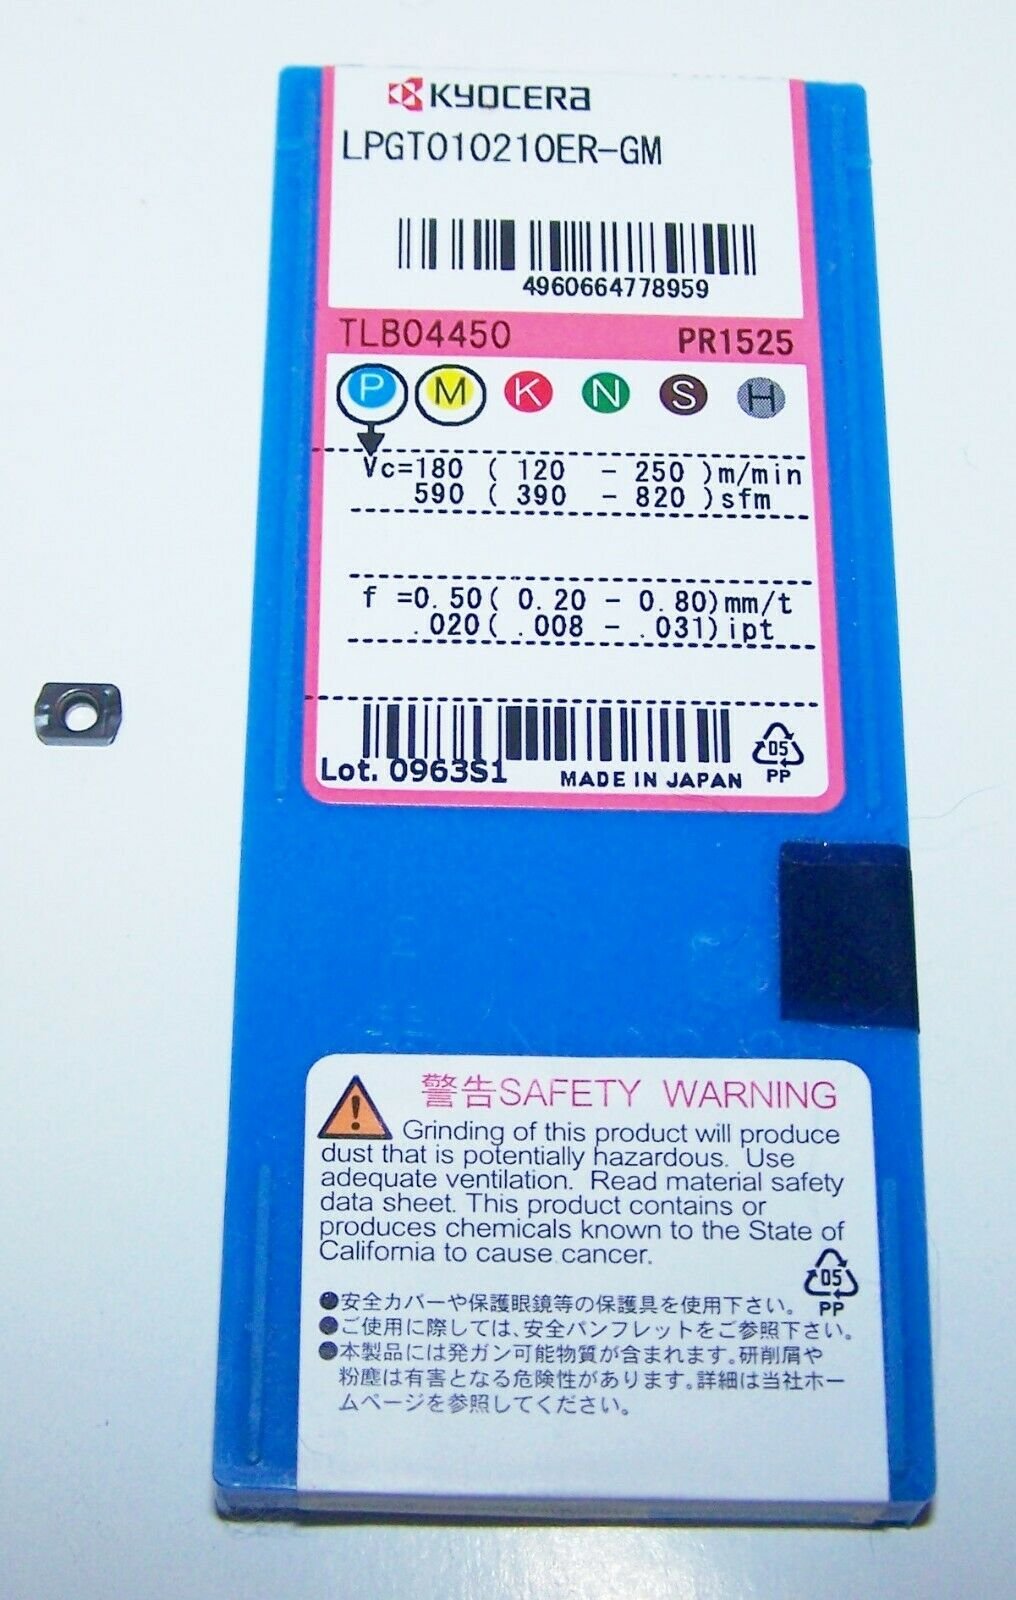 KYOCERA
LPGT010210ER-GM
4960664778959
TLB04450 PR1525
P M K N S H
Vc=180 ( 120 - 250 )m/min
590 ( 390 - 820 )sfm
f =0.50( 0.20 - 0.80)mm/t
.020( .008 - .031)ipt
Lot. 0963S1 MADE IN JAPAN
05
PP
警告SAFETY WARNING
Grinding of this product will produce
dust that is potentially hazardous. Use
adequate ventilation. Read material safety
data sheet. This product contains or
produces chemicals known to the State of
California to cause cancer.
05
PP
●安全カバーや保護眼鏡等の保護具を使用下さい。
●ご使用に際しては、安全パンフレットをご参照下さい。
●本製品には発ガン可能物質が含まれます。研削屑や
粉塵は有害となる危険性があります。詳細は当社ホー
ムページを参照してください。